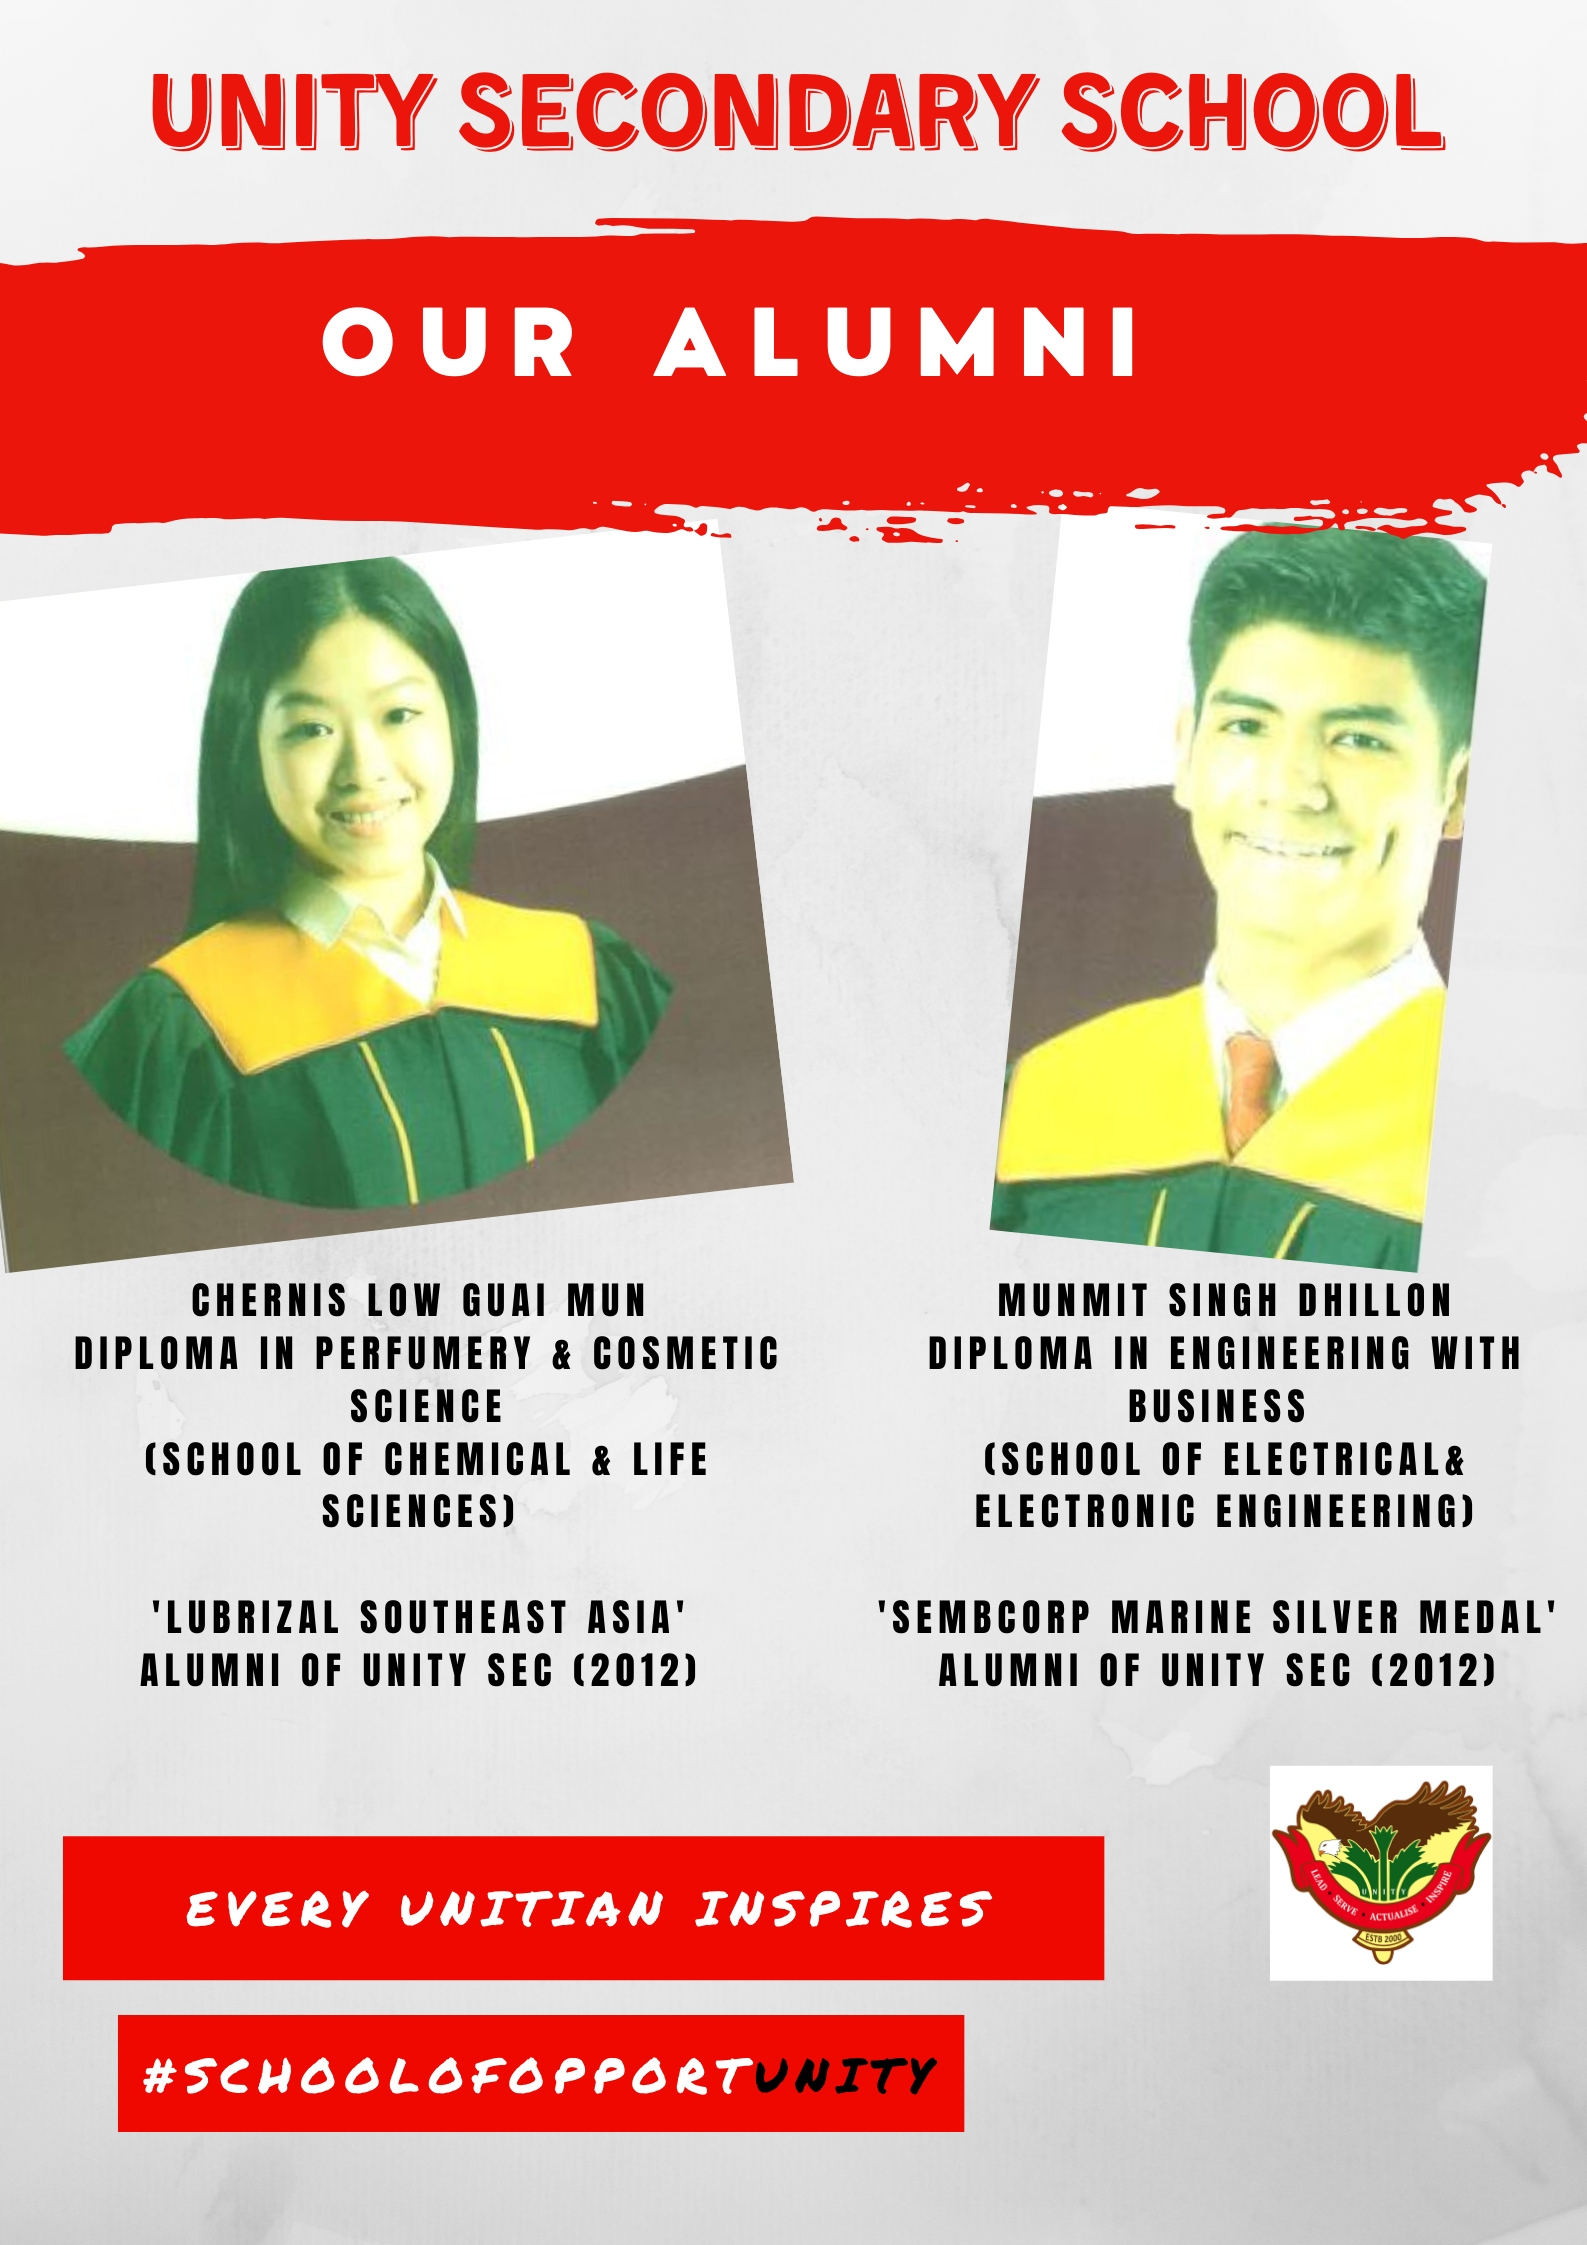 UNITY SECONDARY SCHOOL
OUR ALUMNI
CHERNIS LOW GUAI MUN
DIPLOMA IN PERFUMERY & COSMETIC
SCIENCE
(SCHOOL OF CHEMICAL & LIFE
SCIENCES)
'LUBRIZAL SOUTHEAST ASIA'
ALUMNI OF UNITY SEC (2012)
MUNMIT SINGH DHILLON
DIPLOMA IN ENGINEERING WITH
BUSINESS
(SCHOOL OF ELECTRICAL&
ELECTRONIC ENGINEERING)
'SEMBCORP MARINE SILVER MEDAL'
ALUMNI OF UNITY SEC (2012)
EVERY UNITIAN INSPIRES
#SCHOOLOFOPPORTUNITY
UNITY
LEAD • SERVE • ACTUALISE • INSPIRE
ESTB 2000